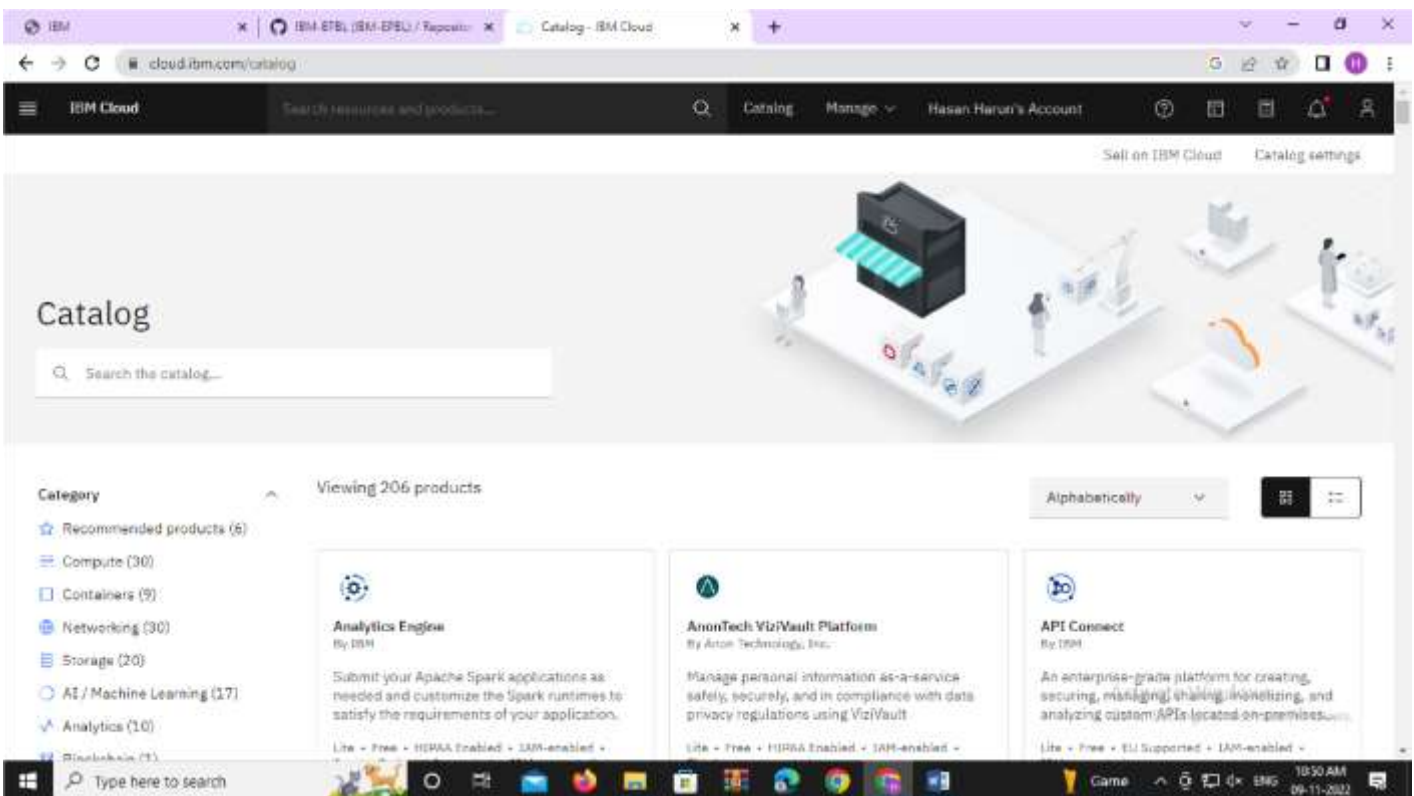 IBM
Catalog - IBM Cloud
cloud.ibm.com/catalog
IBM Cloud
Search resources and products...
Catalog
Manage
Hasan Harun's Account
Sell on IBM Cloud
Catalog settings
Catalog
Search the catalog...
Category
Recommended products (6)
Compute (30)
Containers (9)
Networking (30)
Storage (20)
AI / Machine Learning (17)
Analytics (10)
Blockchain (1)
Viewing 206 products
Alphabetically
Analytics Engine
By IBM
Submit your Apache Spark applications as
needed and customize the Spark runtimes to
satisfy the requirements of your application.
Lite • Free • HIPAA Enabled • IAM-enabled •
AnonTech ViziVault Platform
By Anon Technology, Inc.
Manage personal information as-a-service
safely, securely, and in compliance with data
privacy regulations using ViziVault
Lite • Free • HIPAA Enabled • IAM-enabled •
API Connect
By IBM
An enterprise-grade platform for creating,
securing, managing, sharing, monetizing, and
analyzing custom APIs located on-premises
Lite • Free • EU Supported • IAM-enabled •
Type here to search
Game
ENG
10:50 AM
09-11-2022